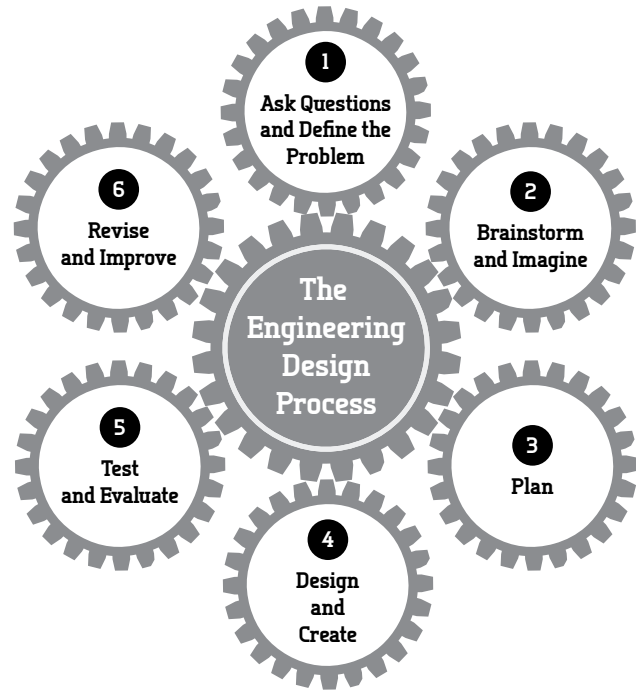 1
Ask Questions
and Define the
Problem
2
Brainstorm
and Imagine
3
Plan
4
Design
and
Create
5
Test
and Evaluate
6
Revise
and Improve
The
Engineering
Design
Process